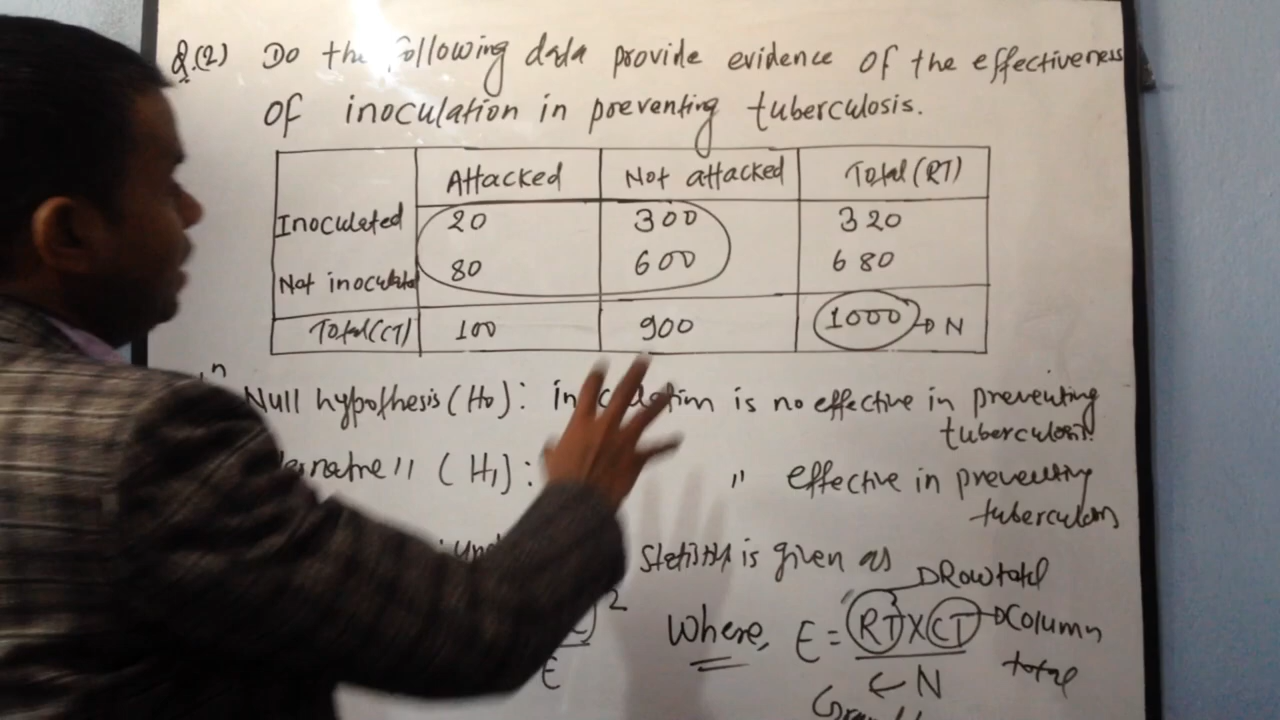 Q.(2) Do the following data provide evidence of the effectiveness
of inoculation in preventing tuberculosis.
Attacked Not attacked Total (RT)
Inoculated 20 300 320
Not inoculated 80 600 680
Total (CT) 100 900 1000 → N
Null hypothesis (H0): inoculation is no effective in preventing
tuberculosis.
(H1): " effective in preventing
tuberculosis
is given as
Row total
2
E
Where, E = RT X CT → Column
total
← N